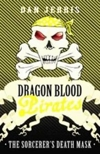 DAN JERRIS
DRAGON BLOOD
Pirates
THE SORCERER'S DEATH MASK